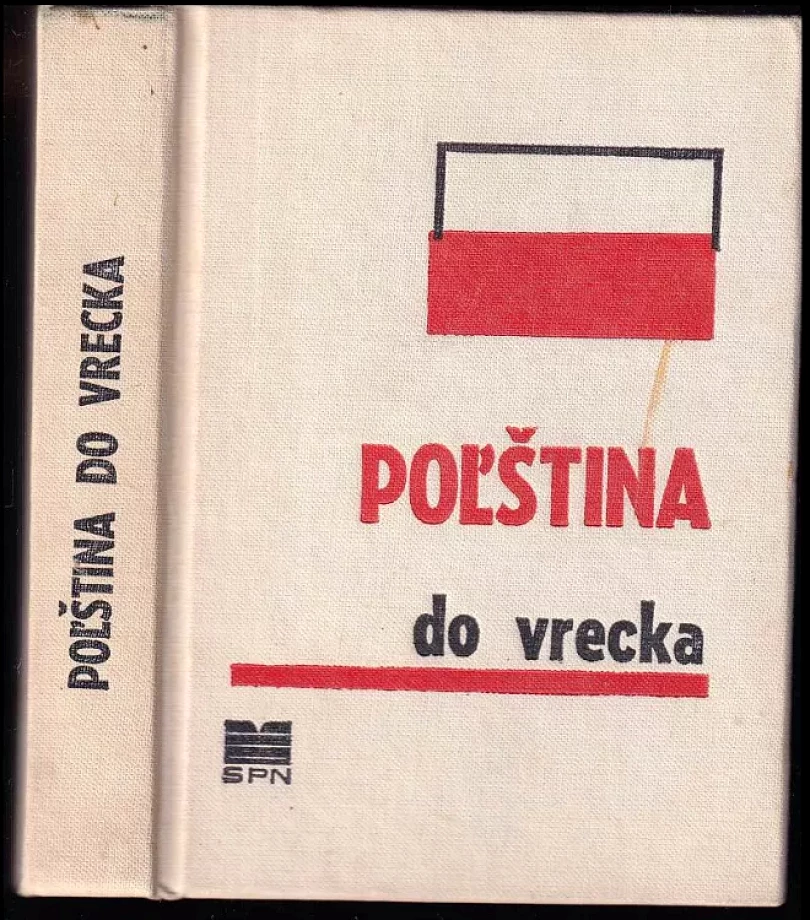 POĽŠTINA DO VRECKA
POĽŠTINA
do vrecka
SPN